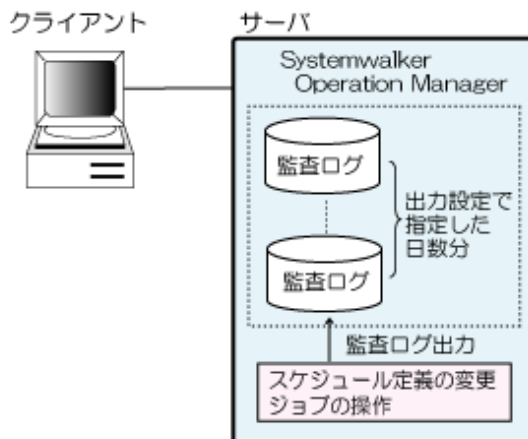 クライアント
サーバ
Systemwalker
Operation Manager
監査ログ
監査ログ
出力設定で
指定した
日数分
監査ログ出力
スケジュール定義の変更
ジョブの操作